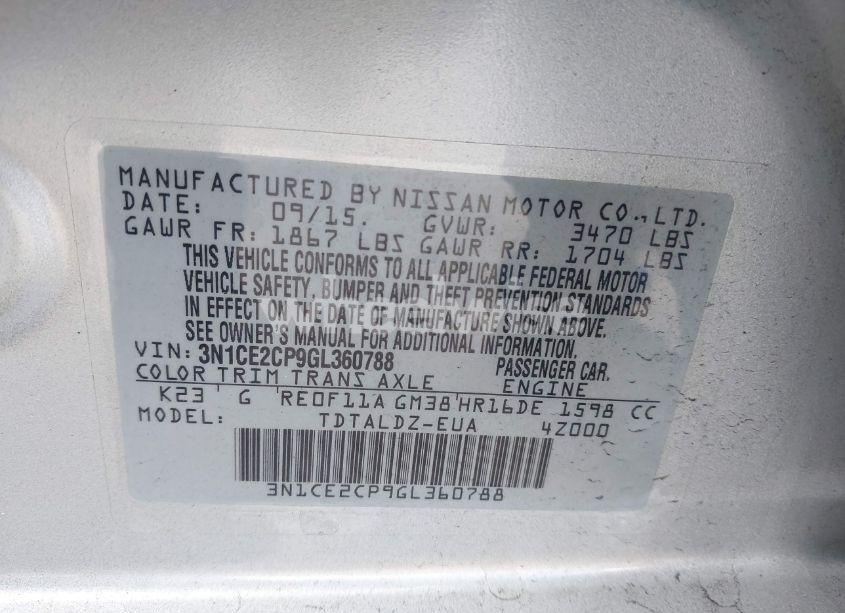 MANUFACTURED BY NISSAN MOTOR CO., LTD.
DATE: 09/15. GVWR: 3470 LBS
GAWR FR: 1867 LBS GAWR RR: 1704 LBS
THIS VEHICLE CONFORMS TO ALL APPLICABLE FEDERAL MOTOR
VEHICLE SAFETY, BUMPER AND THEFT PREVENTION STANDARDS
IN EFFECT ON THE DATE OF MANUFACTURE SHOWN ABOVE.
SEE OWNER'S MANUAL FOR ADDITIONAL INFORMATION.
VIN: 3N1CE2CP9GL360788 PASSENGER CAR.
COLOR TRIM TRANS AXLE ENGINE
K23 G RE0F11A GM38 HR16DE 1598 CC
MODEL: TDTALDZ-EUA 4Z000
3N1CE2CP9GL360788